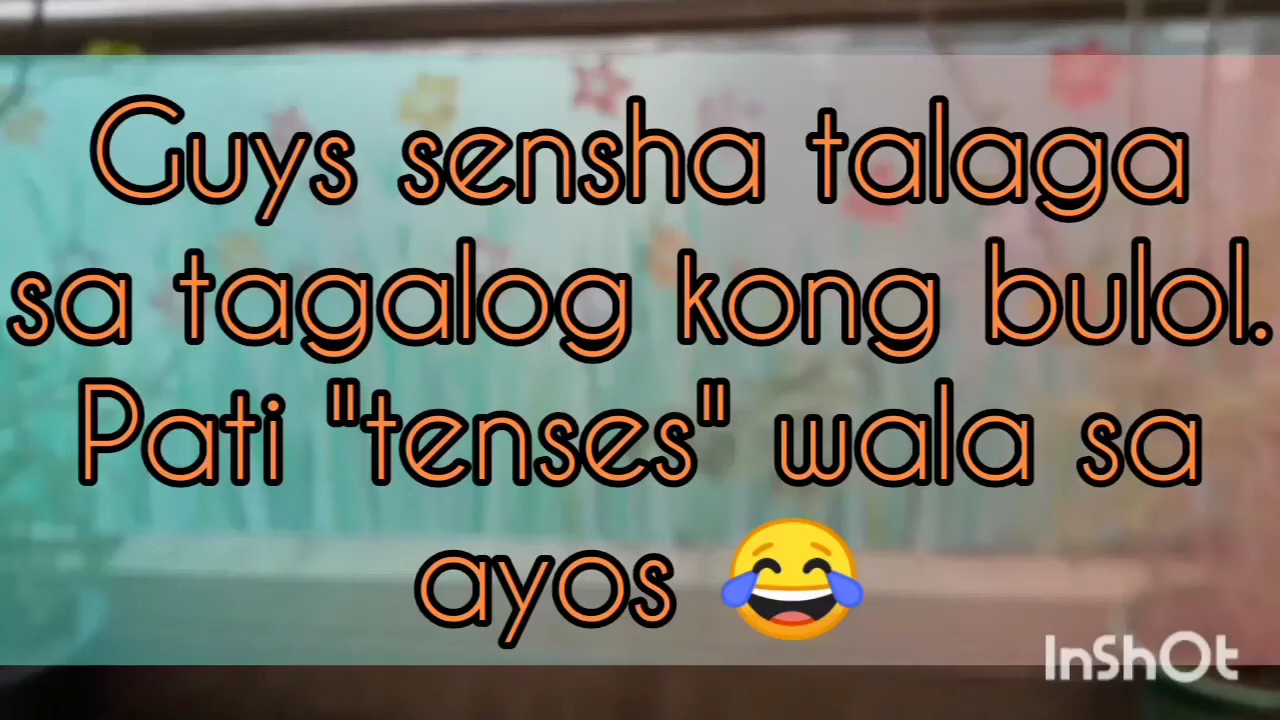 Guys sensha talaga
sa tagalog kong bulol.
Pati "tenses" wala sa
ayos 😂
InShOt